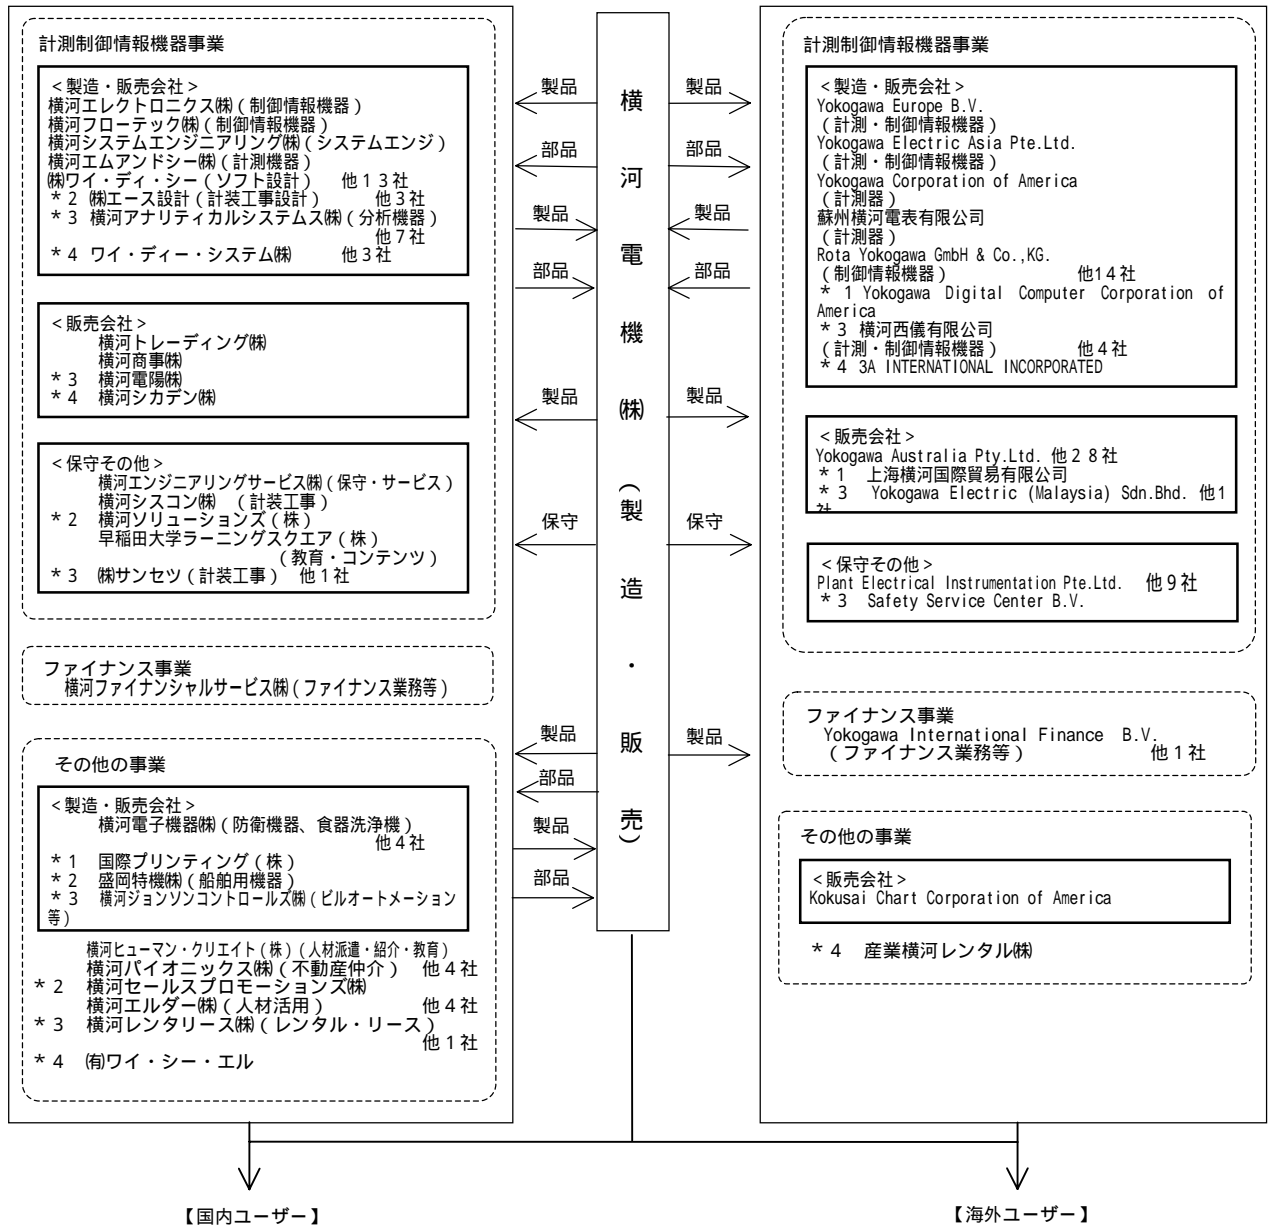 計測制御情報機器事業
＜製造・販売会社＞
横河エレクトロニクス㈱（制御情報機器）
横河フローテック㈱（制御情報機器）
横河システムエンジニアリング㈱（システムエンジ）
横河エムアンドシー㈱（計測機器）
㈱ワイ・ディ・シー（ソフト設計）　他１３社
＊２ ㈱エース設計（計装工事設計）　他３社
＊３ 横河アナリティカルシステムス㈱（分析機器）
他７社
＊４ ワイ・ディー・システム㈱　他３社
＜販売会社＞
横河トレーディング㈱
横河商事㈱
＊３ 横河電陽㈱
＊４ 横河シカデン㈱
＜保守その他＞
横河エンジニアリングサービス㈱（保守・サービス）
横河シスコン㈱　（計装工事）
＊２ 横河ソリューションズ（株）
早稲田大学ラーニングスクエア（株）
（教育・コンテンツ）
＊３ ㈱サンセツ（計装工事）　他１社
ファイナンス事業
横河ファイナンシャルサービス㈱（ファイナンス業務等）
その他の事業
＜製造・販売会社＞
横河電子機器㈱（防衛機器、食器洗浄機）
他４社
＊１ 国際プリンティング（株）
＊２ 盛岡特機㈱（船舶用機器）
＊３ 横河ジョンソンコントロールズ㈱（ビルオートメーション
等）
横河ヒューマン・クリエイト（株）（人材派遣・紹介・教育）
横河パイオニックス㈱（不動産仲介）　他４社
＊２ 横河セールスプロモーションズ㈱
横河エルダー㈱（人材活用）　他４社
＊３ 横河レンタリース㈱（レンタル・リース）
他１社
＊４ ㈲ワイ・シー・エル
製品
部品
製品
部品
製品
保守
製品
部品
製品
部品
横河電機㈱（製造・販売）
製品
部品
製品
部品
製品
保守
製品
計測制御情報機器事業
＜製造・販売会社＞
Yokogawa Europe B.V.
（計測・制御情報機器）
Yokogawa Electric Asia Pte.Ltd.
（計測・制御情報機器）
Yokogawa Corporation of America
（計測器）
蘇州横河電表有限公司
（計測器）
Rota Yokogawa GmbH & Co.,KG.
（制御情報機器）　他１４社
＊１ Yokogawa Digital Computer Corporation of
America
＊３ 横河西儀有限公司
（計測・制御情報機器）　他４社
＊４ 3A INTERNATIONAL INCORPORATED
＜販売会社＞
Yokogawa Australia Pty.Ltd. 他２８社
＊１ 上海横河国際貿易有限公司
＊３ Yokogawa Electric (Malaysia) Sdn.Bhd. 他1
＜保守その他＞
Plant Electrical Instrumentation Pte.Ltd.　他９社
＊３ Safety Service Center B.V.
ファイナンス事業
Yokogawa International Finance B.V.
（ファイナンス業務等）　他１社
その他の事業
＜販売会社＞
Kokusai Chart Corporation of America
＊４ 産業横河レンタル㈱
【国内ユーザー】
【海外ユーザー】